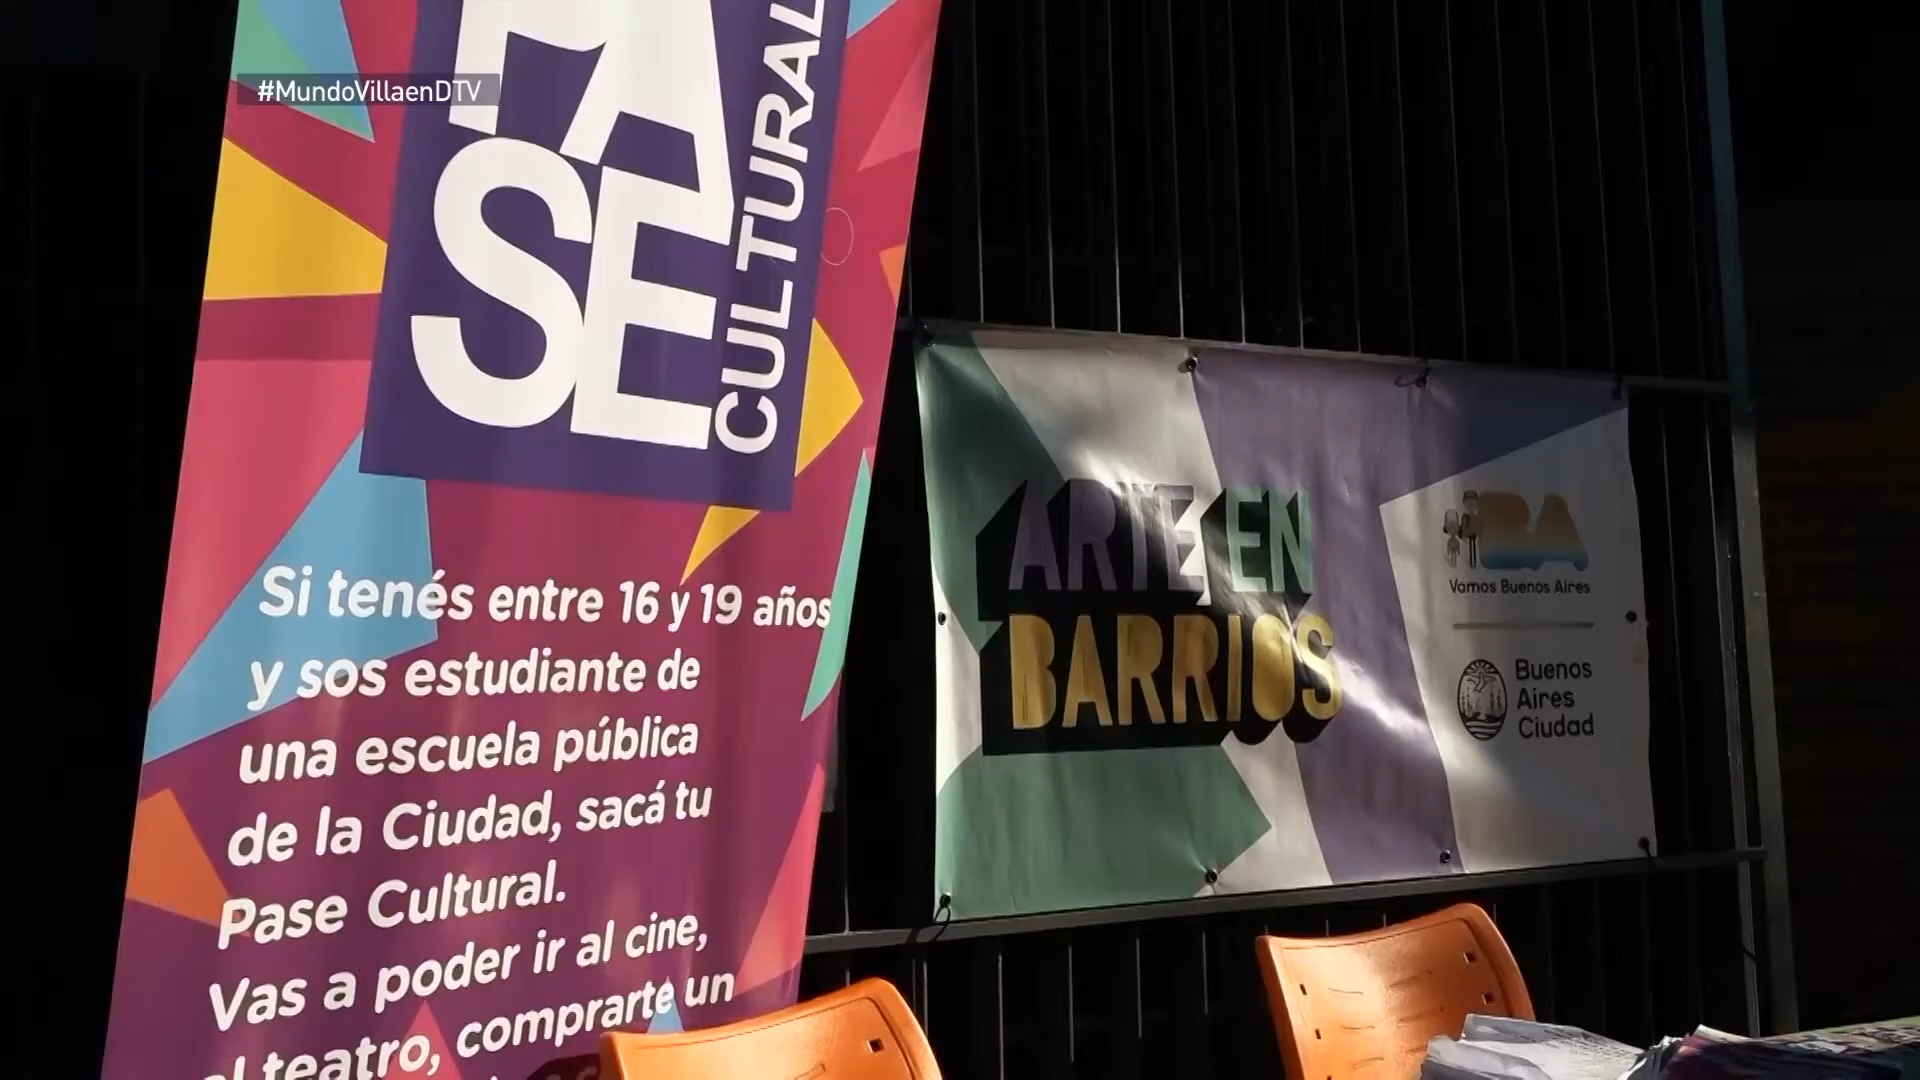 #MundoVillaenDTV
PASE
CULTURAL
Si tenés entre 16 y 19 años
y sos estudiante de
una escuela pública
de la Ciudad, sacá tu
Pase Cultural.
Vas a poder ir al cine,
al teatro, comprarte un
ARTE EN
BARRIOS
BA
Vamos Buenos Aires
Buenos
Aires
Ciudad